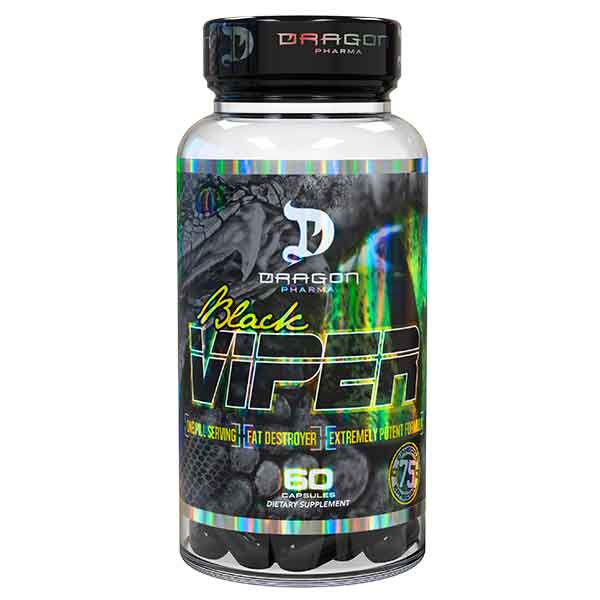 DRAGON
PHARMA
D
DRAGON
PHARMA
Black
VIPER
ONE PILL SERVING FAT DESTROYER EXTREMELY POTENT FORMULA
60
CAPSULES
DIETARY SUPPLEMENT
75